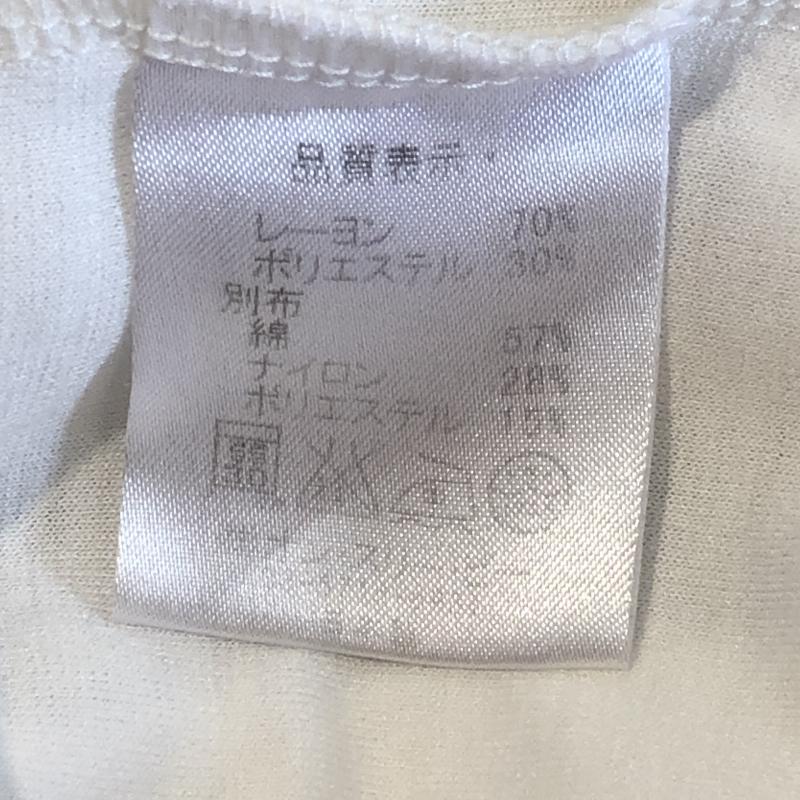 品質表示
レーヨン 70%
ポリエステル 30%
別布
綿 57%
ナイロン 28%
ポリエステル 15%